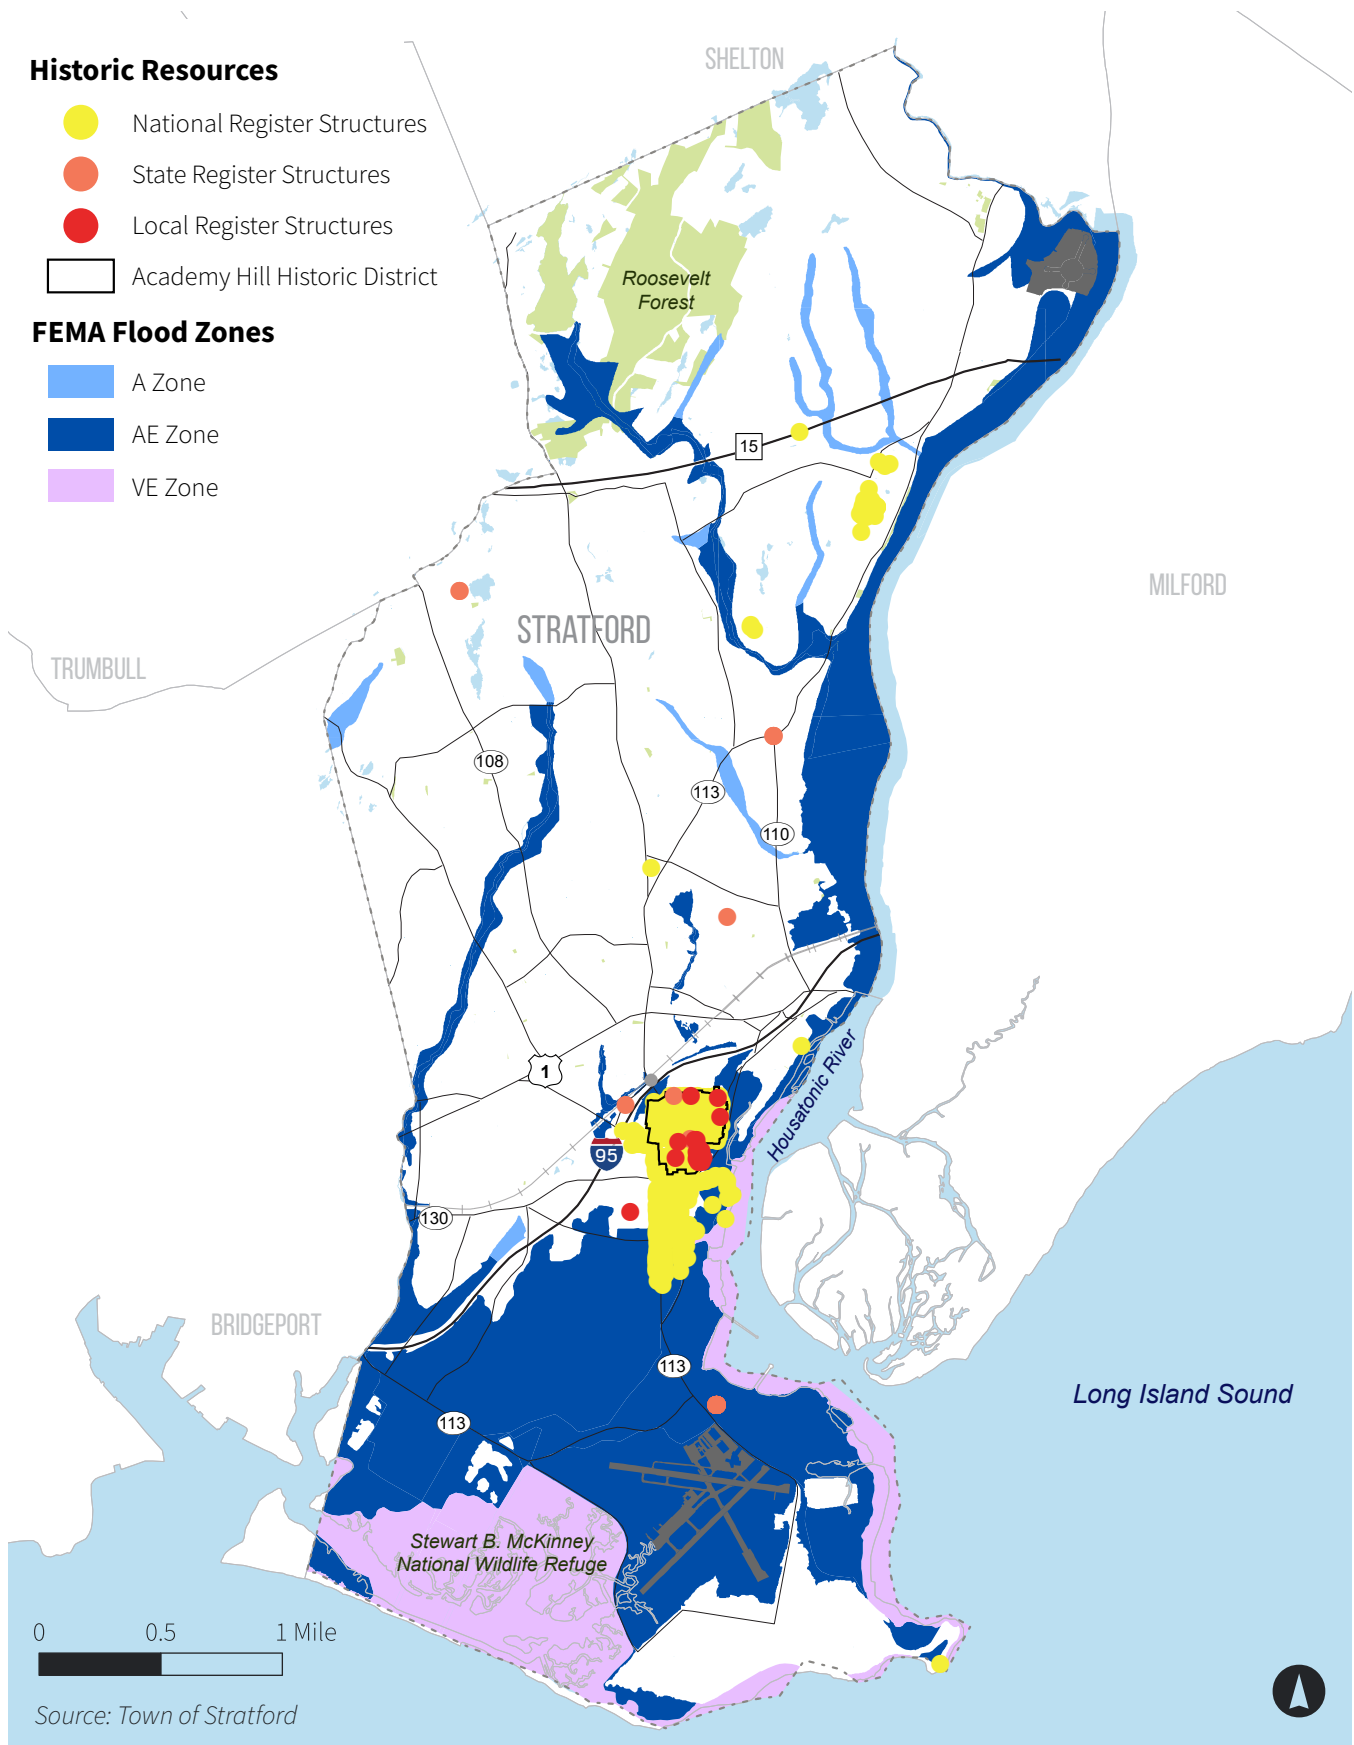 Historic Resources
National Register Structures
State Register Structures
Local Register Structures
Academy Hill Historic District
FEMA Flood Zones
A Zone
AE Zone
VE Zone
SHELTON
Roosevelt
Forest
15
MILFORD
STRATFORD
TRUMBULL
108
113
110
1
Housatonic River
95
130
BRIDGEPORT
113
Long Island Sound
113
Stewart B. McKinney
National Wildlife Refuge
0 0.5 1 Mile
Source: Town of Stratford